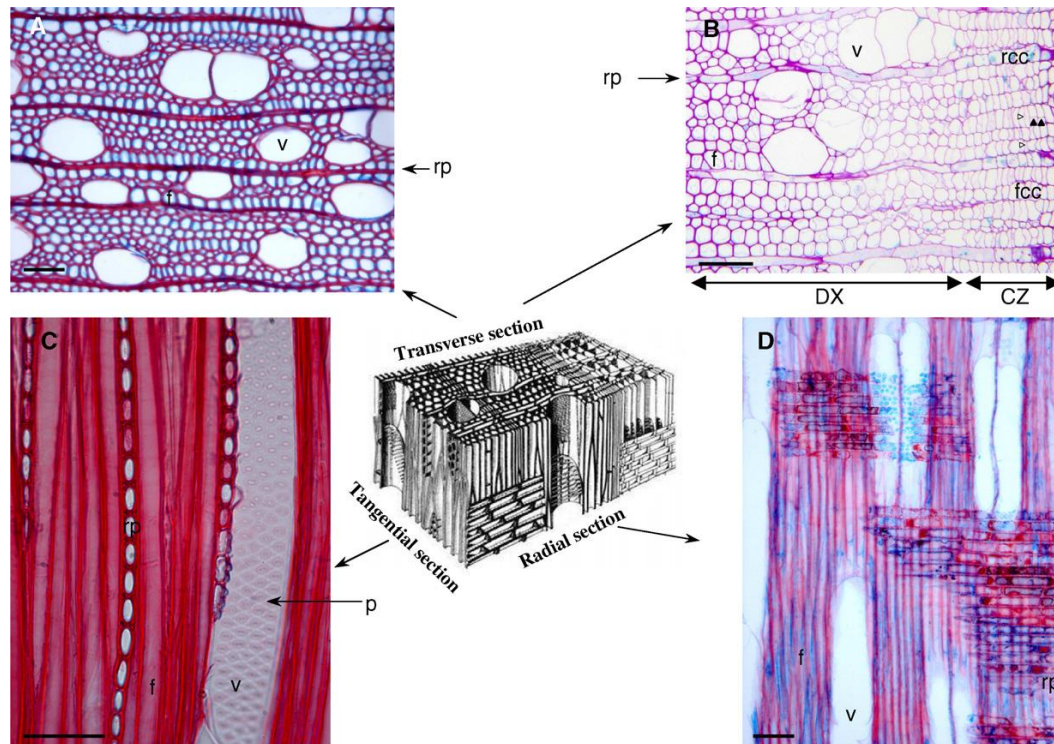 A
v
rp
f
B
v
rcc
rp
f
fcc
DX
CZ
C
Transverse section
D
Tangential section
Radial section
rp
p
f
v
f
v
rp